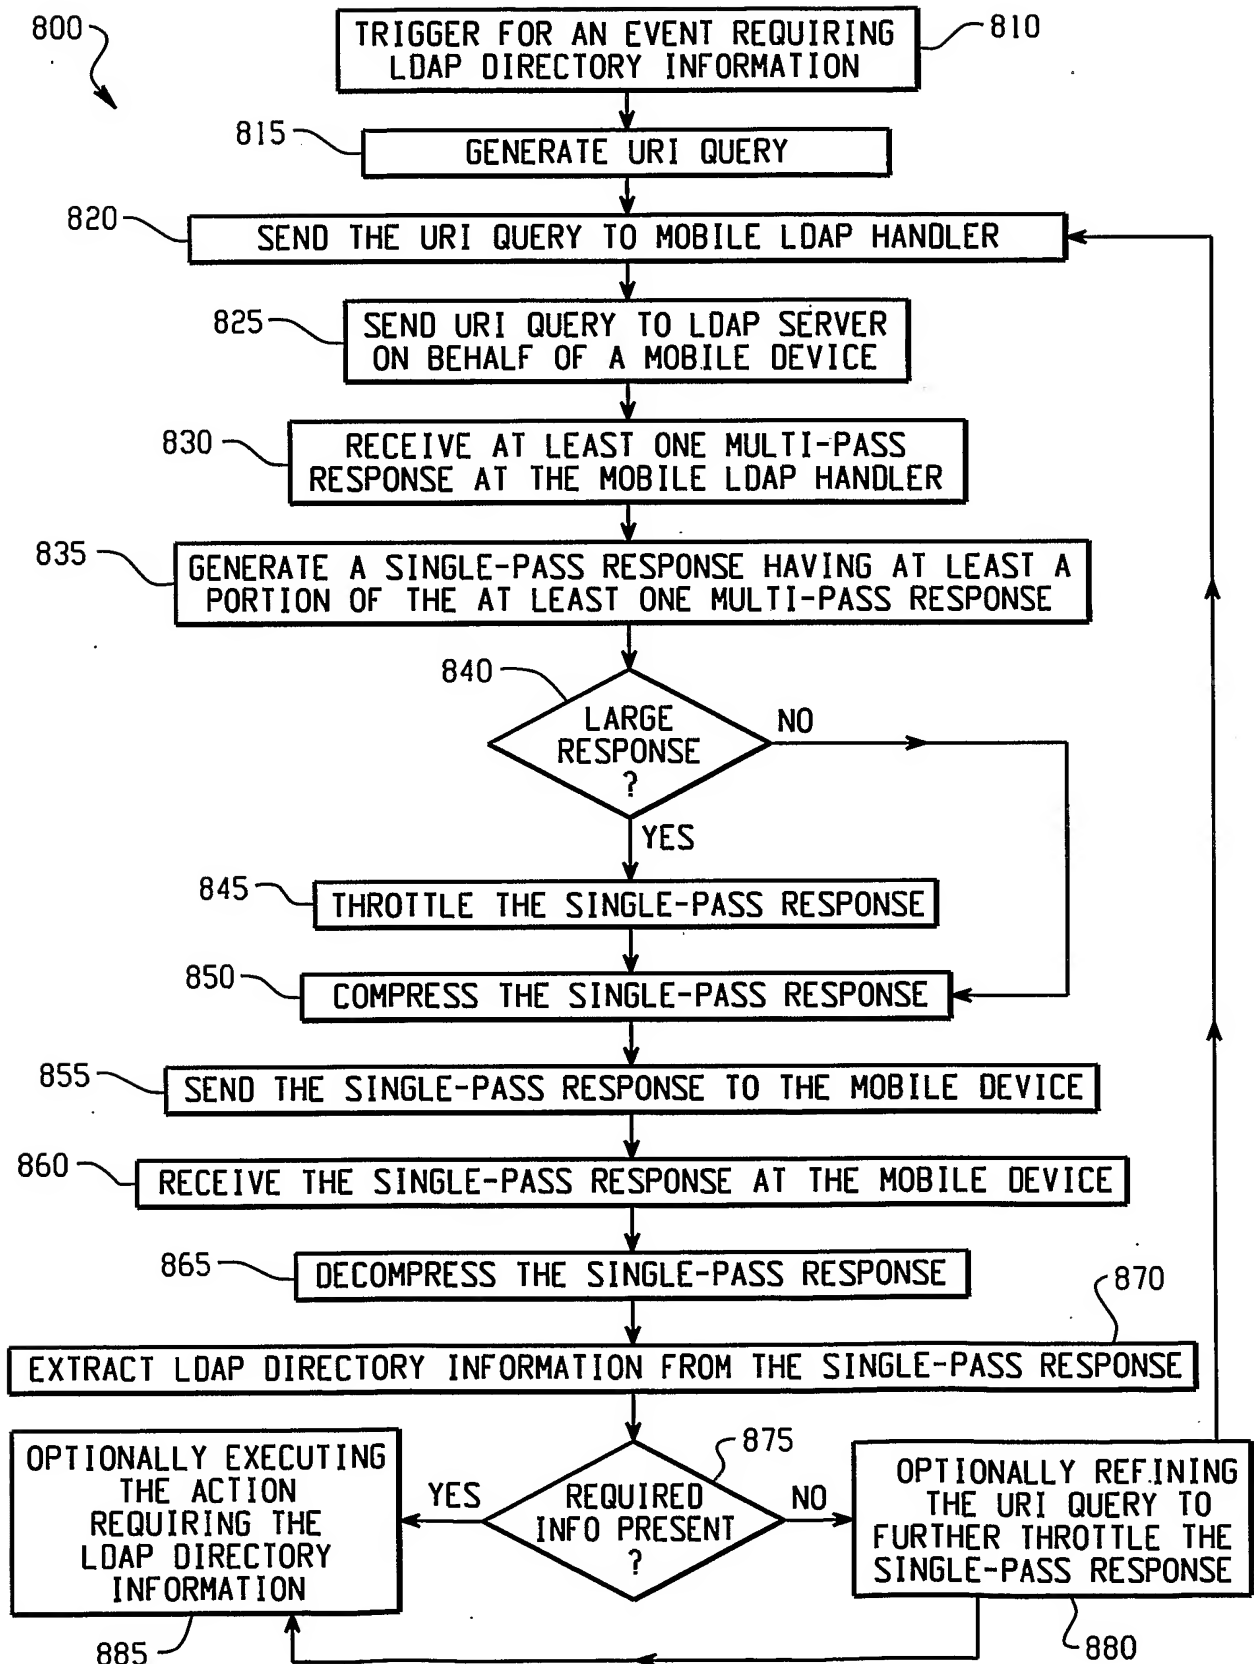 800
TRIGGER FOR AN EVENT REQUIRING
LDAP DIRECTORY INFORMATION
810
815
GENERATE URI QUERY
820
SEND THE URI QUERY TO MOBILE LDAP HANDLER
825
SEND URI QUERY TO LDAP SERVER
ON BEHALF OF A MOBILE DEVICE
830
RECEIVE AT LEAST ONE MULTI-PASS
RESPONSE AT THE MOBILE LDAP HANDLER
835
GENERATE A SINGLE-PASS RESPONSE HAVING AT LEAST A
PORTION OF THE AT LEAST ONE MULTI-PASS RESPONSE
840
LARGE
RESPONSE
?
NO
YES
845
THROTTLE THE SINGLE-PASS RESPONSE
850
COMPRESS THE SINGLE-PASS RESPONSE
855
SEND THE SINGLE-PASS RESPONSE TO THE MOBILE DEVICE
860
RECEIVE THE SINGLE-PASS RESPONSE AT THE MOBILE DEVICE
865
DECOMPRESS THE SINGLE-PASS RESPONSE
870
EXTRACT LDAP DIRECTORY INFORMATION FROM THE SINGLE-PASS RESPONSE
875
OPTIONALLY EXECUTING
THE ACTION
REQUIRING THE
LDAP DIRECTORY
INFORMATION
885
YES
REQUIRED
INFO PRESENT
?
NO
OPTIONALLY REFINING
THE URI QUERY TO
FURTHER THROTTLE THE
SINGLE-PASS RESPONSE
880